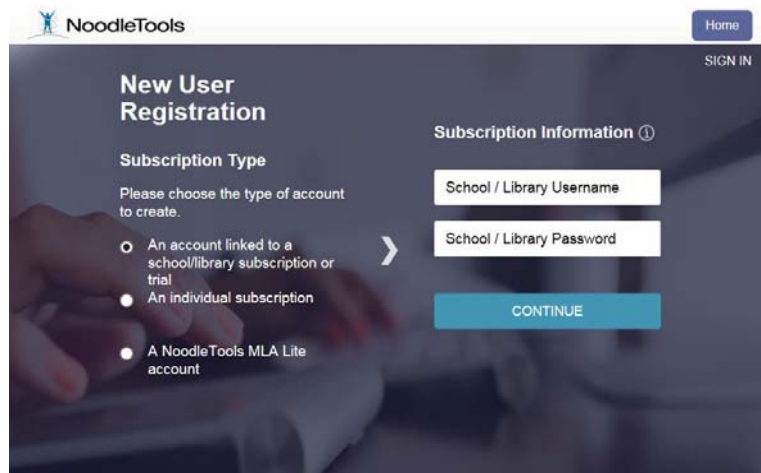 NoodleTools
Home
SIGN IN
New User
Registration
Subscription Type
Please choose the type of account
to create.
An account linked to a
school/library subscription or
trial
An individual subscription
A NoodleTools MLA Lite
account
Subscription Information ⓘ
School / Library Username
School / Library Password
CONTINUE